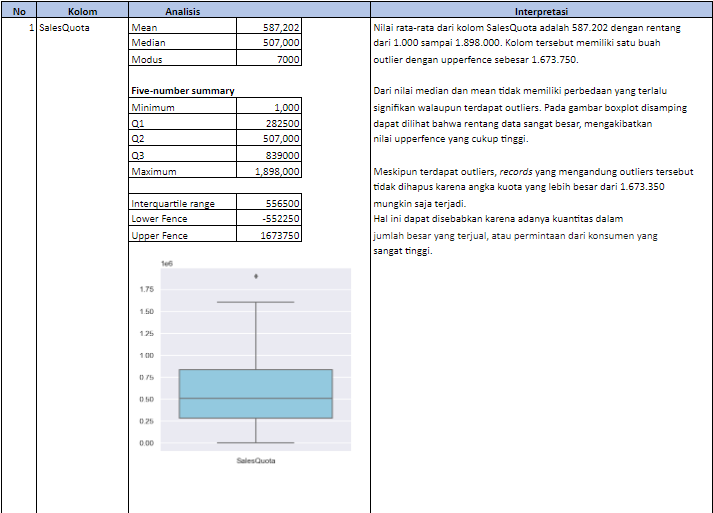 No Kolom Analisis Interpretasi
1 SalesQuota
Mean 587,202
Median 507,000
Modus 7000
Five-number summary
Minimum 1,000
Q1 282500
Q2 507,000
Q3 839000
Maximum 1,898,000
Interquartile range 556500
Lower Fence -552250
Upper Fence 1673750
1e6
1.75
1.50
1.25
1.00
0.75
0.50
0.25
0.00
SalesQuota
Nilai rata-rata dari kolom SalesQuota adalah 587.202 dengan rentang
dari 1.000 sampai 1.898.000. Kolom tersebut memiliki satu buah
outlier dengan upperfence sebesar 1.673.750.
Dari nilai median dan mean tidak memiliki perbedaan yang terlalu
signifikan walaupun terdapat outliers. Pada gambar boxplot disamping
dapat dilihat bahwa rentang data sangat besar, mengakibatkan
nilai upperfence yang cukup tinggi.
Meskipun terdapat outliers, records yang mengandung outliers tersebut
tidak dihapus karena angka kuota yang lebih besar dari 1.673.350
mungkin saja terjadi.
Hal ini dapat disebabkan karena adanya kuantitas dalam
jumlah besar yang terjual, atau permintaan dari konsumen yang
sangat tinggi.